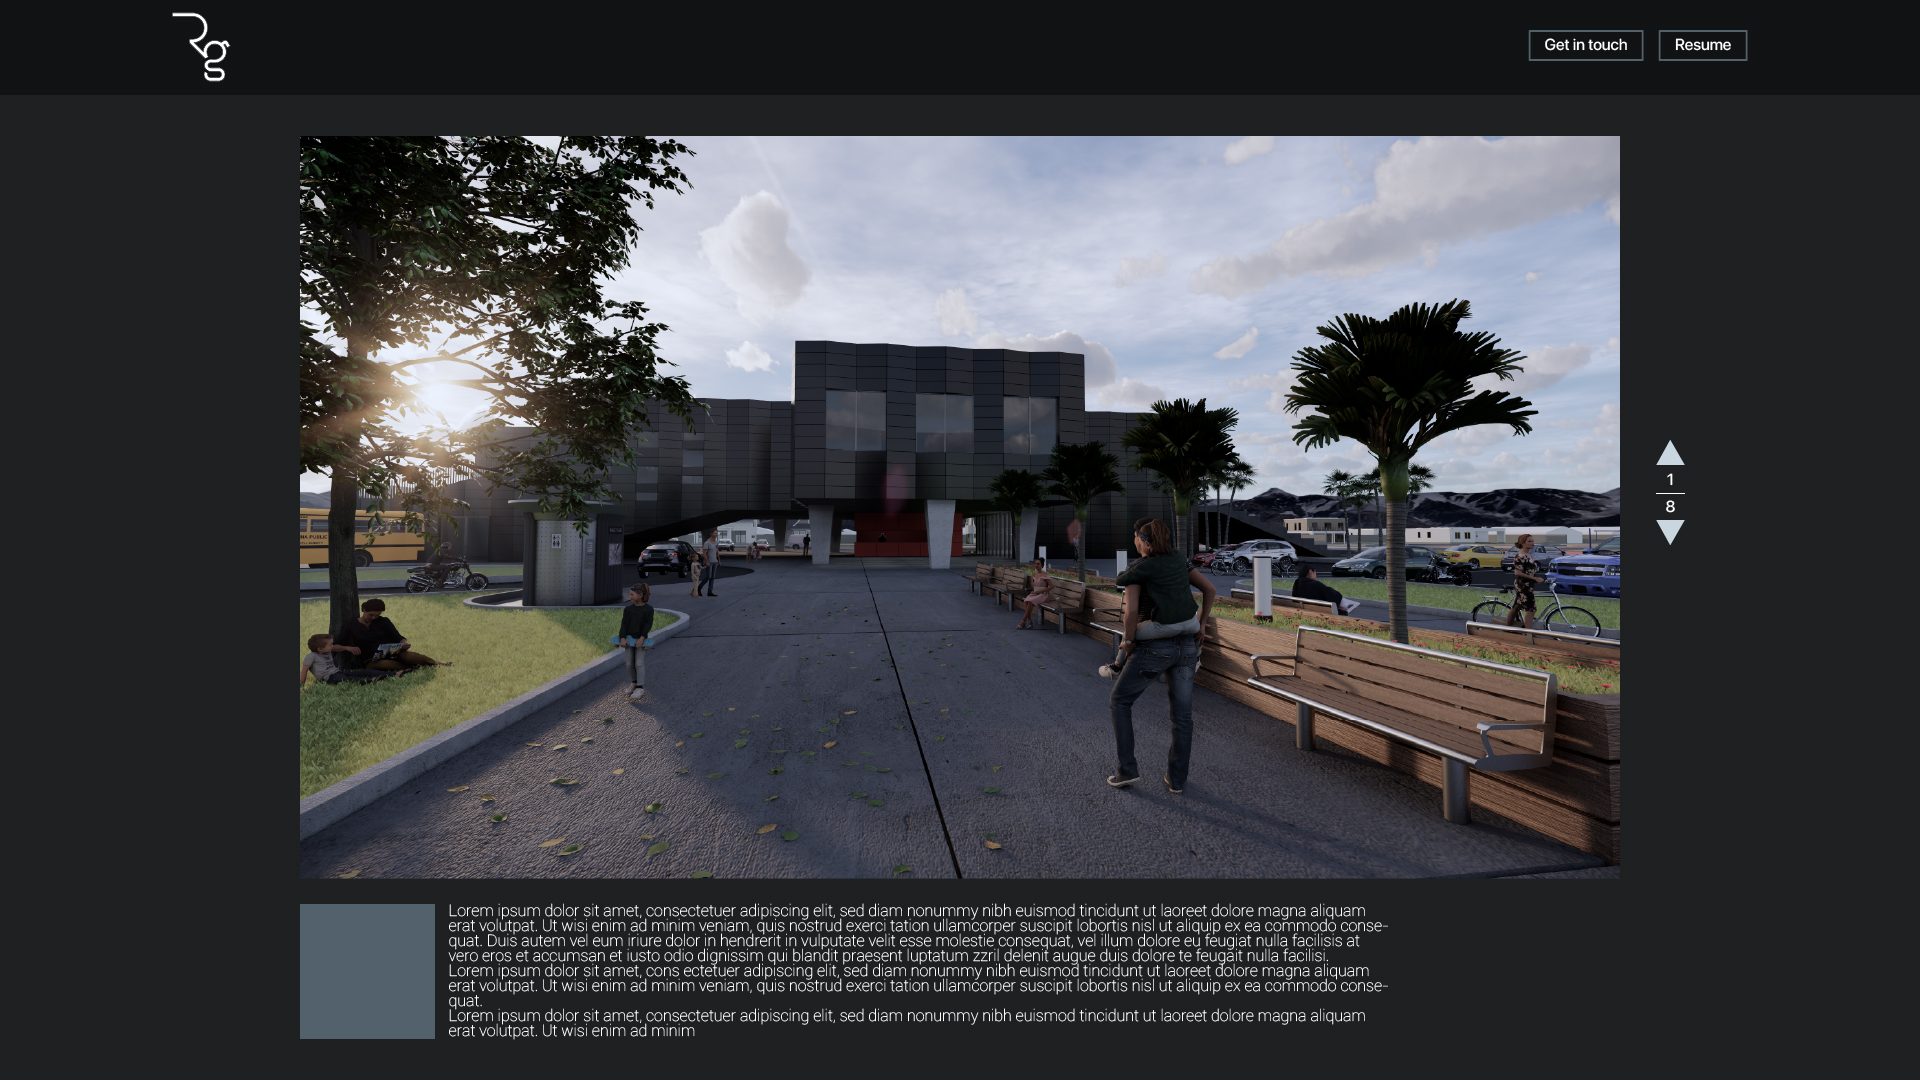 Rg
Get in touch
Resume
1
8
Lorem ipsum dolor sit amet, consectetuer adipiscing elit, sed diam nonummy nibh euismod tincidunt ut laoreet dolore magna aliquam
erat volutpat. Ut wisi enim ad minim veniam, quis nostrud exerci tation ullamcorper suscipit lobortis nisl ut aliquip ex ea commodo conse-
quat. Duis autem vel eum iriure dolor in hendrerit in vulputate velit esse molestie consequat, vel illum dolore eu feugiat nulla facilisis at
vero eros et accumsan et iusto odio dignissim qui blandit praesent luptatum zzril delenit augue duis dolore te feugait nulla facilisi.
Lorem ipsum dolor sit amet, cons ectetuer adipiscing elit, sed diam nonummy nibh euismod tincidunt ut laoreet dolore magna aliquam
erat volutpat. Ut wisi enim ad minim veniam, quis nostrud exerci tation ullamcorper suscipit lobortis nisl ut aliquip ex ea commodo conse-
quat.
Lorem ipsum dolor sit amet, consectetuer adipiscing elit, sed diam nonummy nibh euismod tincidunt ut laoreet dolore magna aliquam
erat volutpat. Ut wisi enim ad minim